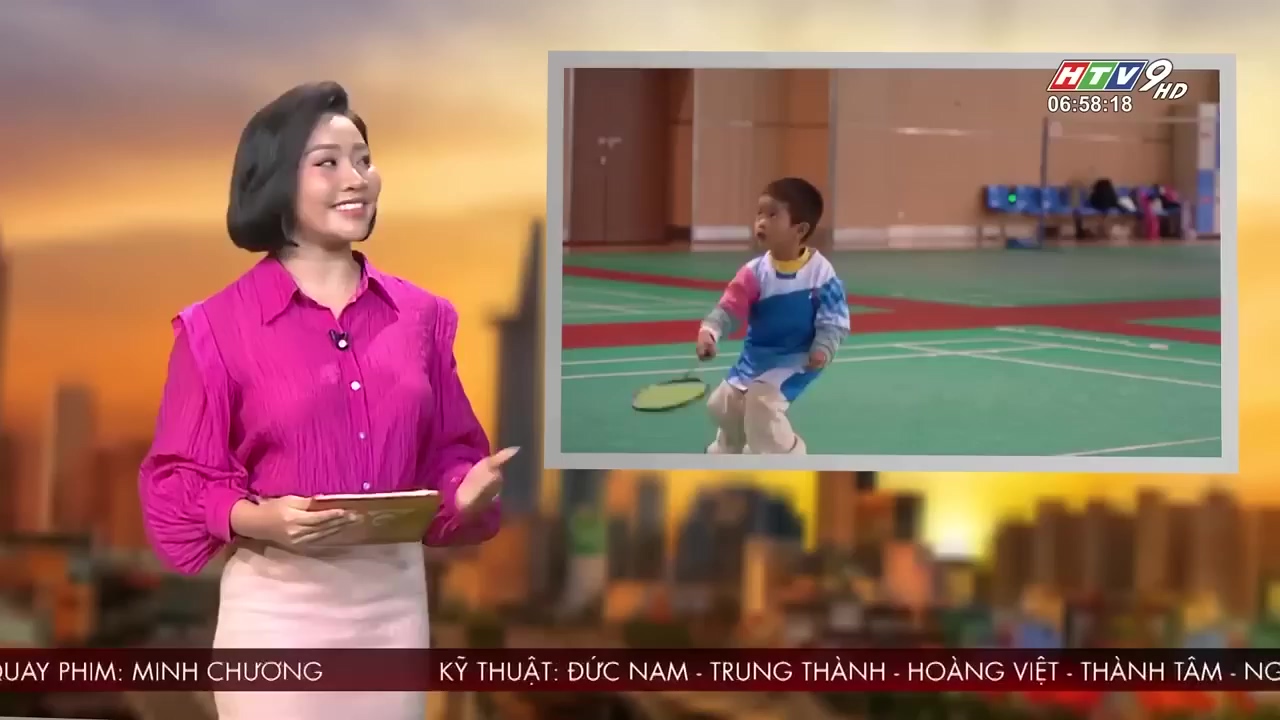 HTV9 HD
06:58:18
QUAY PHIM: MINH CHƯƠNG KỸ THUẬT: ĐỨC NAM - TRUNG THÀNH - HOÀNG VIỆT - THÀNH TÂM - NG